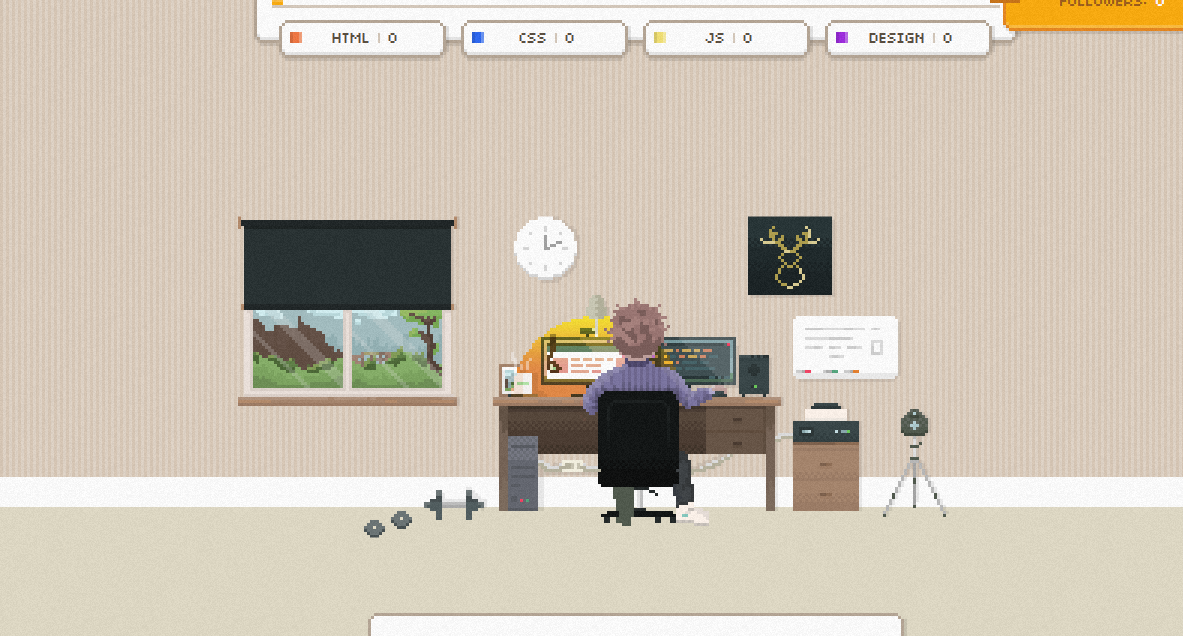 FOLLOWERS: 0
HTML | 0
CSS | 0
JS | 0
DESIGN | 0